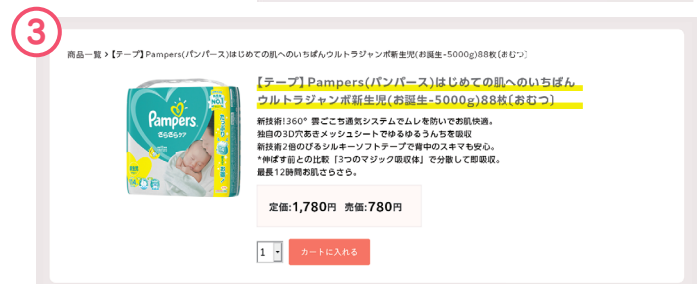 3
商品一覧 > 【テープ】Pampers(パンパース)はじめての肌へのいちばんウルトラジャンボ新生児(お誕生-5000g)88枚〔おむつ〕
【テープ】Pampers(パンパース)はじめての肌へのいちばん
ウルトラジャンボ新生児(お誕生-5000g)88枚〔おむつ〕
新技術!360°雲ごこち通気システムでムレを防いでお肌快適。
独自の3D穴あきメッシュシートでゆるゆるうんちを吸収
新技術2倍のびるシルキーソフトテープで背中のスキマも安心。
*伸ばす前との比較「3つのマジック吸収体」で分散して即吸収。
最長12時間お肌さらさら。
定価:1,780円 売価:780円
1 カートに入れる
Pampers
さらさらケア
No.1